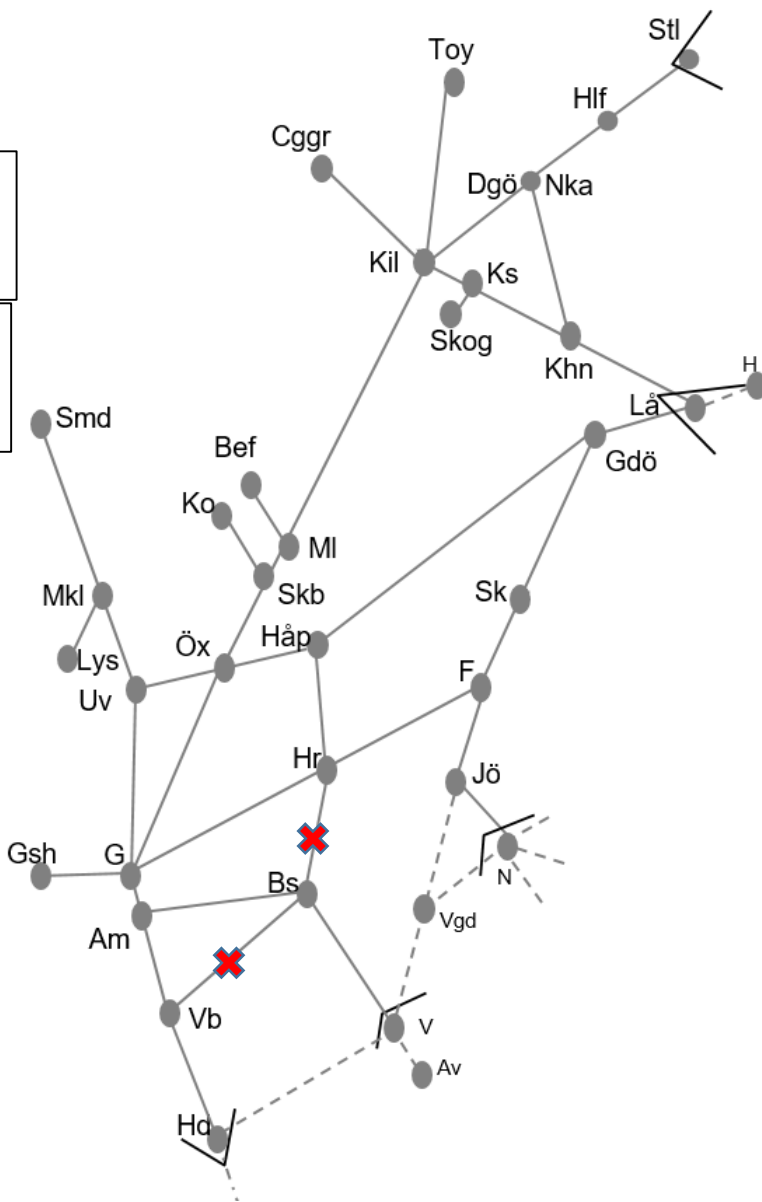 Stl
Toy
Hlf
Cggr
Dgö Nka
Kil
Ks
Skog
Khn
H
Lå
Gdö
Smd
Bef
Ko
Ml
Mkl
Skb
Sk
Håp
Öx
Lys
F
Uv
Hr
Jö
G
Gsh
N
Bs
Vgd
Am
Vb
V
Av